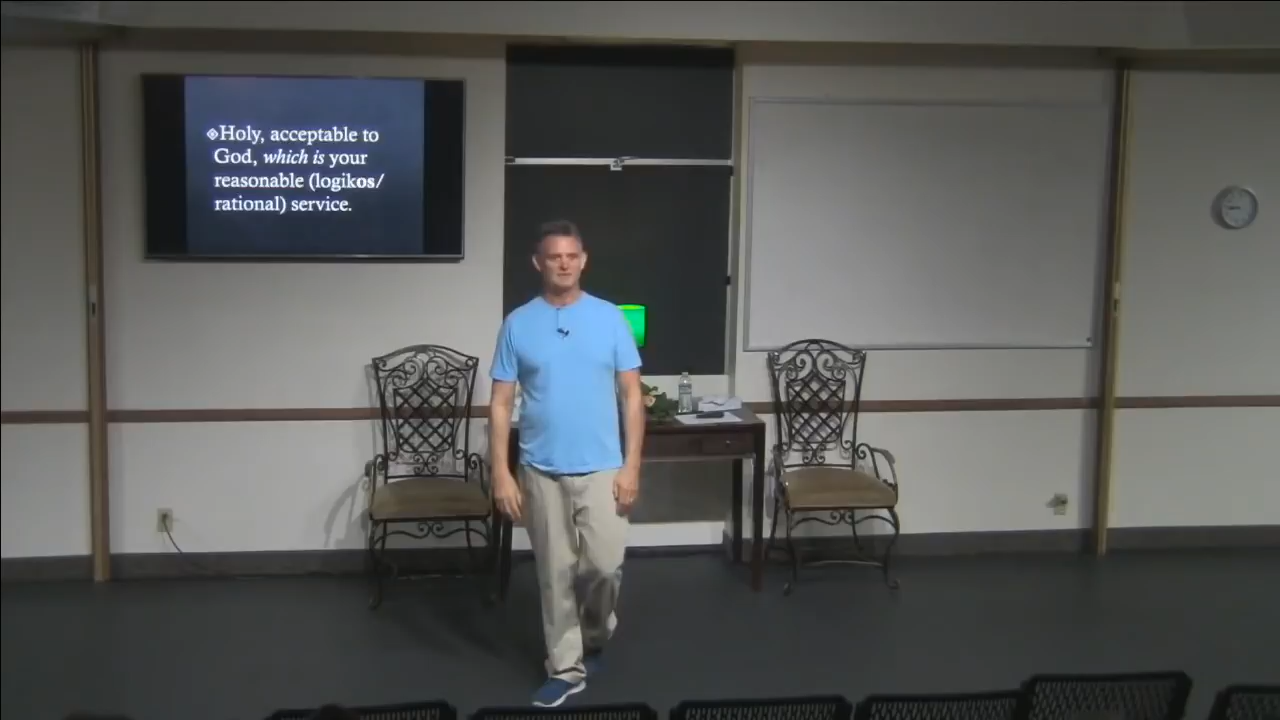 Holy, acceptable to
God, which is your
reasonable (logikos/
rational) service.